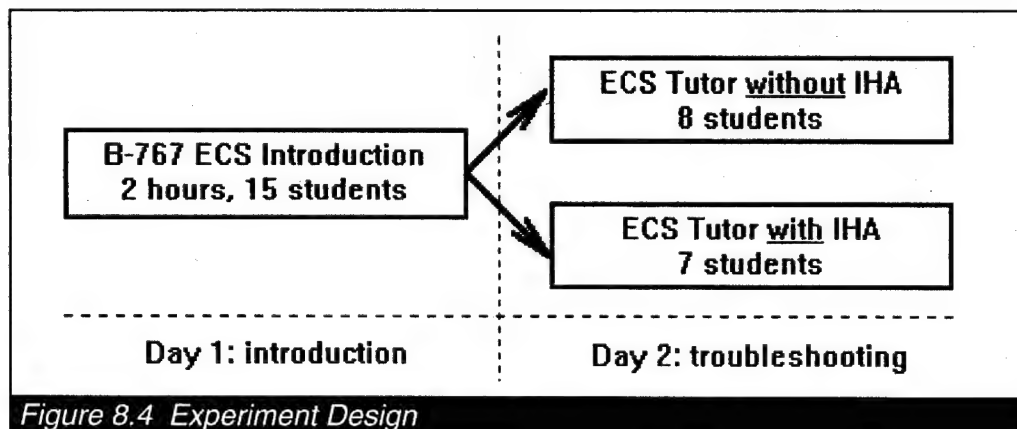 ECS Tutor without IHA
8 students
B-767 ECS Introduction
2 hours, 15 students
ECS Tutor with IHA
7 students
Day 1: introduction
Day 2: troubleshooting
Figure 8.4 Experiment Design